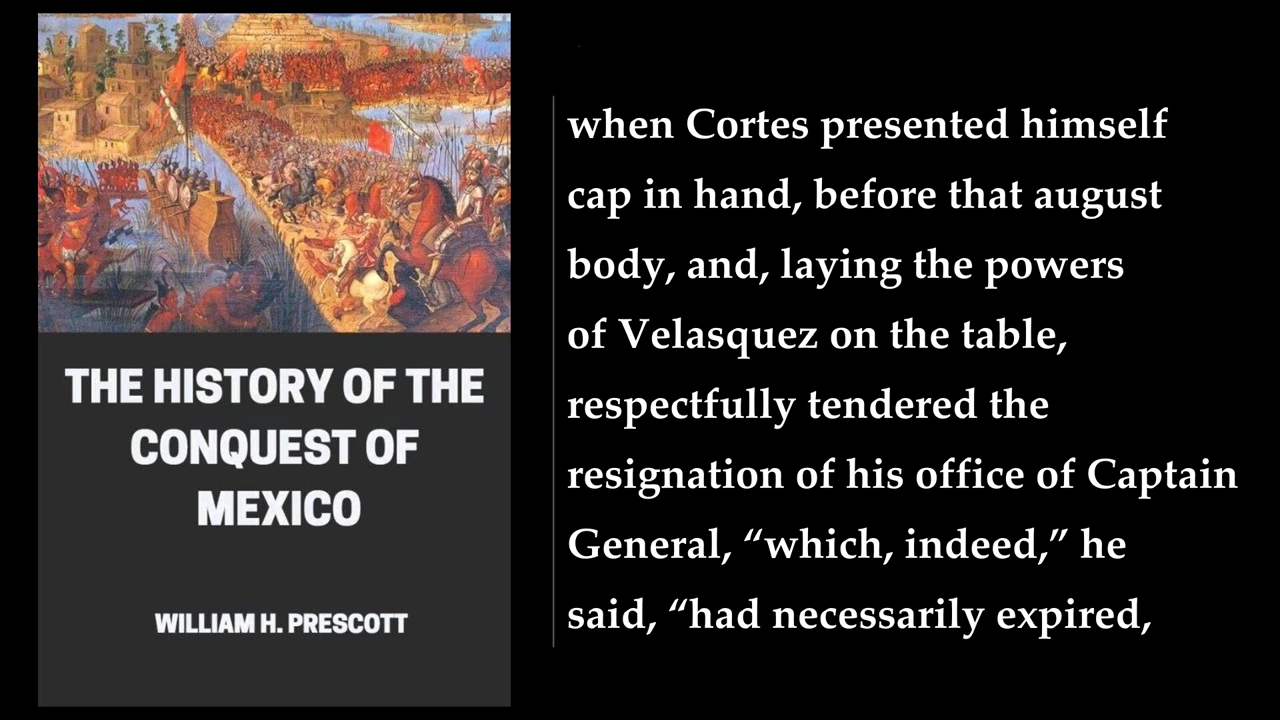 THE HISTORY OF THE
CONQUEST OF
MEXICO
WILLIAM H. PRESCOTT
when Cortes presented himself
cap in hand, before that august
body, and, laying the powers
of Velasquez on the table,
respectfully tendered the
resignation of his office of Captain
General, “which, indeed,” he
said, “had necessarily expired,